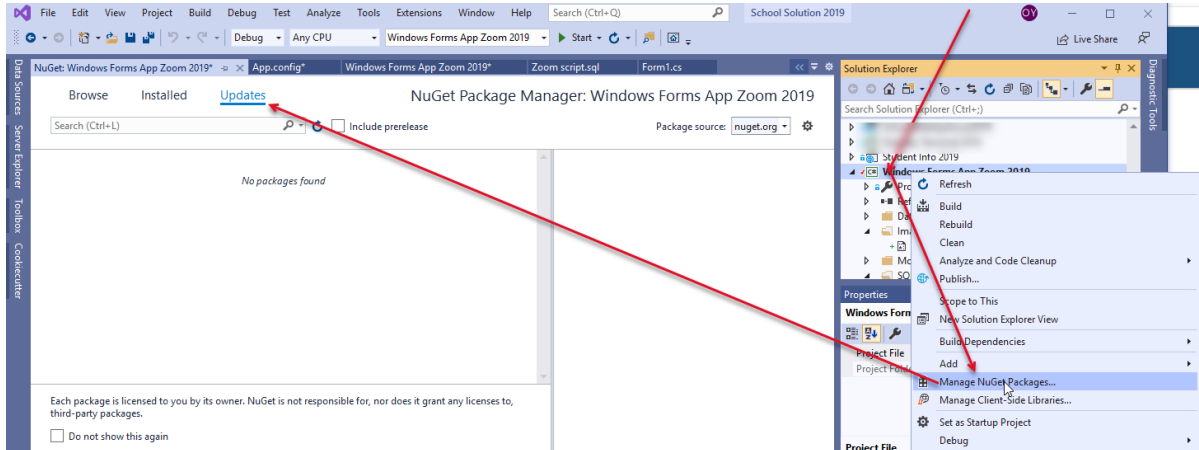 File Edit View Project Build Debug Test Analyze Tools Extensions Window Help Search (Ctrl+Q) School Solution 2019 OY
Debug Any CPU Windows Forms App Zoom 2019 Start Live Share
NuGet: Windows Forms App Zoom 2019* App.config* Windows Forms App Zoom 2019* Zoom script.sql Form1.cs
Data Sources
Server Explorer
Toolbox
Cookiecutter
Browse Installed Updates NuGet Package Manager: Windows Forms App Zoom 2019
Search (Ctrl+L) Include prerelease Package source: nuget.org
No packages found
Each package is licensed to you by its owner. NuGet is not responsible for, nor does it grant any licenses to,
third-party packages.
Do not show this again
Solution Explorer
Search Solution Explorer (Ctrl+;)
Student Info 2019
Windows Forms App Zoom 2019
Pro
Ref
Da
Ima
Mo
SQ
Properties
Windows Form
Project File
Project Folde
Project File
Refresh
Build
Rebuild
Clean
Analyze and Code Cleanup
Publish...
Scope to This
New Solution Explorer View
Build Dependencies
Add
Manage NuGet Packages...
Manage Client-Side Libraries...
Set as Startup Project
Debug
Diagnostic Tools